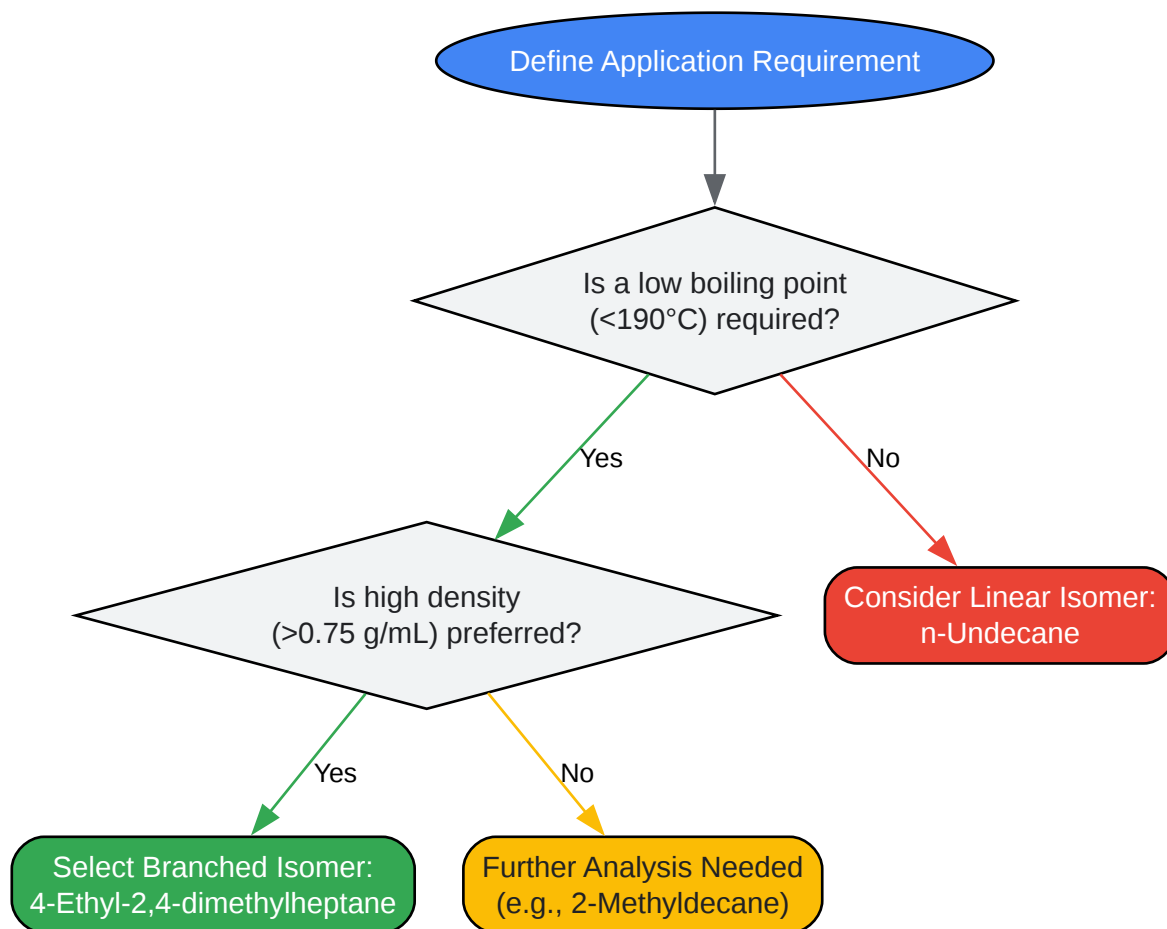 Define Application Requirement
Is a low boiling point
(<190°C) required?
Yes
No
Is high density
(>0.75 g/mL) preferred?
Consider Linear Isomer:
n-Undecane
Yes
No
Select Branched Isomer:
4-Ethyl-2,4-dimethylheptane
Further Analysis Needed
(e.g., 2-Methyldecane)